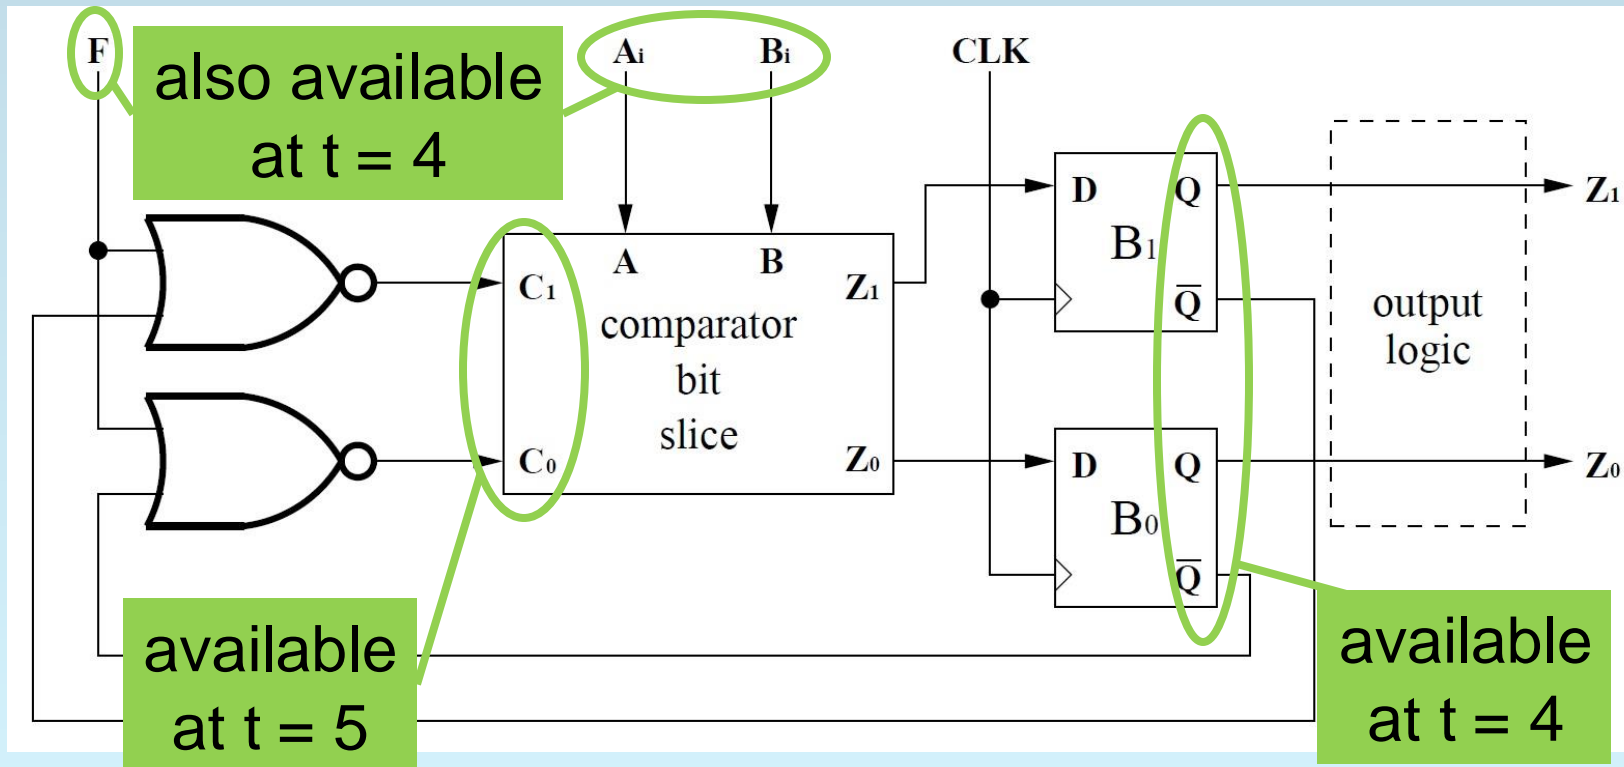 F
also available
at t = 4
Aᵢ
Bᵢ
CLK
A
B
C₁
C₀
comparator
bit
slice
Z₁
Z₀
D
Q
B₁
Q̅
D
Q
B₀
Q̅
output
logic
Z₁
Z₀
available
at t = 5
available
at t = 4